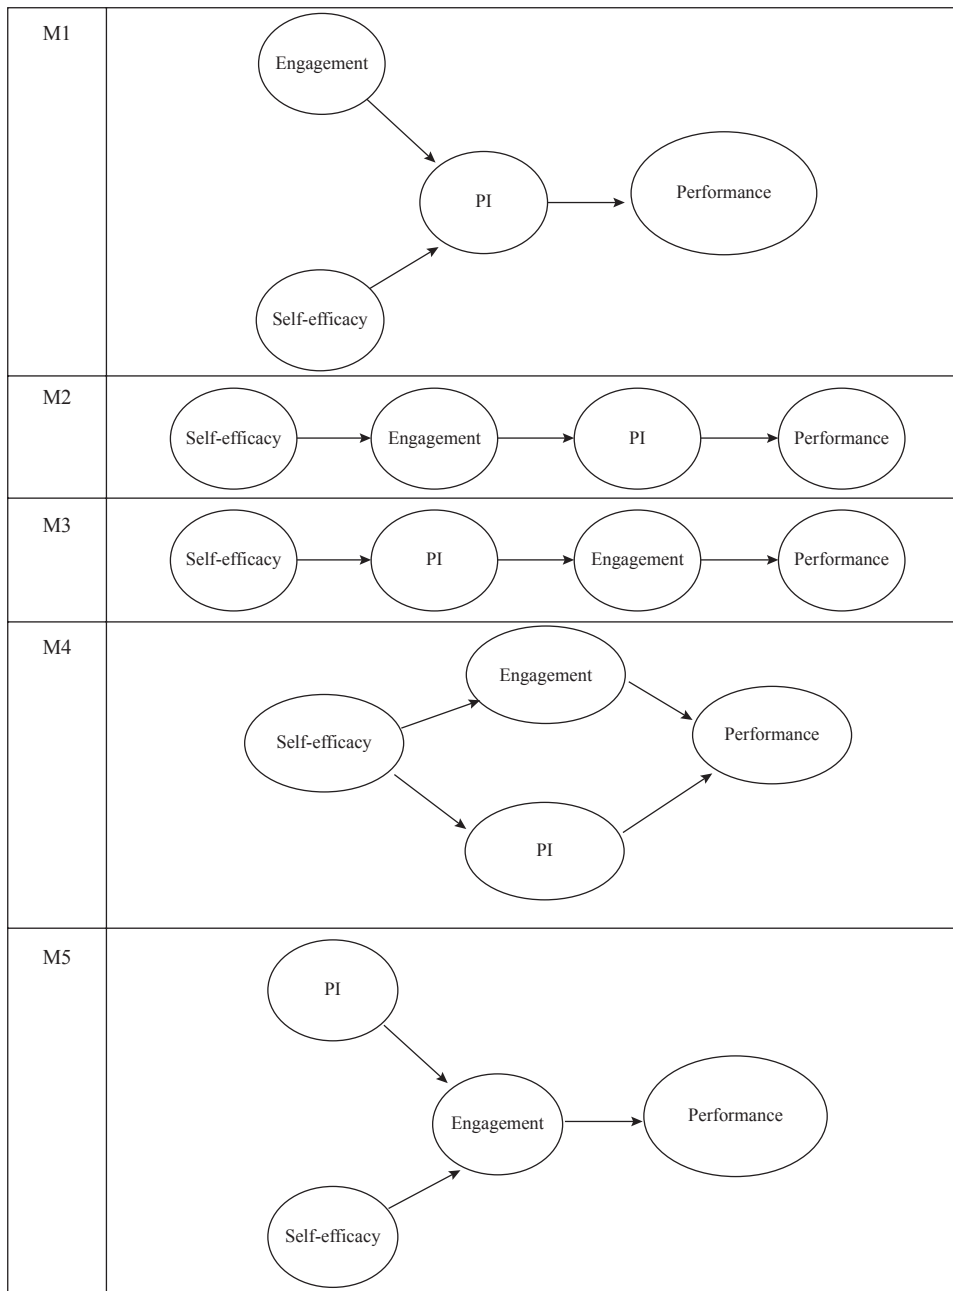 M1
Engagement
PI
Performance
Self-efficacy
M2
Self-efficacy
Engagement
PI
Performance
M3
Self-efficacy
PI
Engagement
Performance
M4
Engagement
Self-efficacy
Performance
PI
M5
PI
Engagement
Performance
Self-efficacy